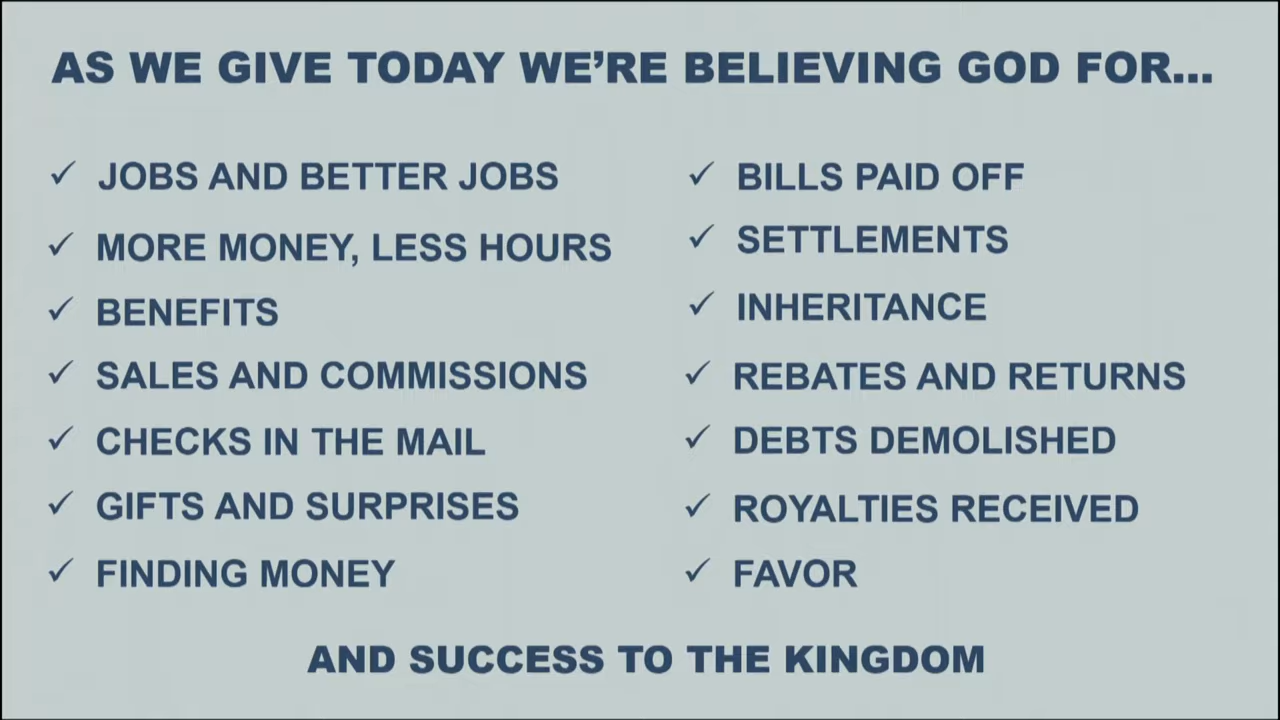 AS WE GIVE TODAY WE'RE BELIEVING GOD FOR...
✓ JOBS AND BETTER JOBS
✓ MORE MONEY, LESS HOURS
✓ BENEFITS
✓ SALES AND COMMISSIONS
✓ CHECKS IN THE MAIL
✓ GIFTS AND SURPRISES
✓ FINDING MONEY
✓ BILLS PAID OFF
✓ SETTLEMENTS
✓ INHERITANCE
✓ REBATES AND RETURNS
✓ DEBTS DEMOLISHED
✓ ROYALTIES RECEIVED
✓ FAVOR
AND SUCCESS TO THE KINGDOM